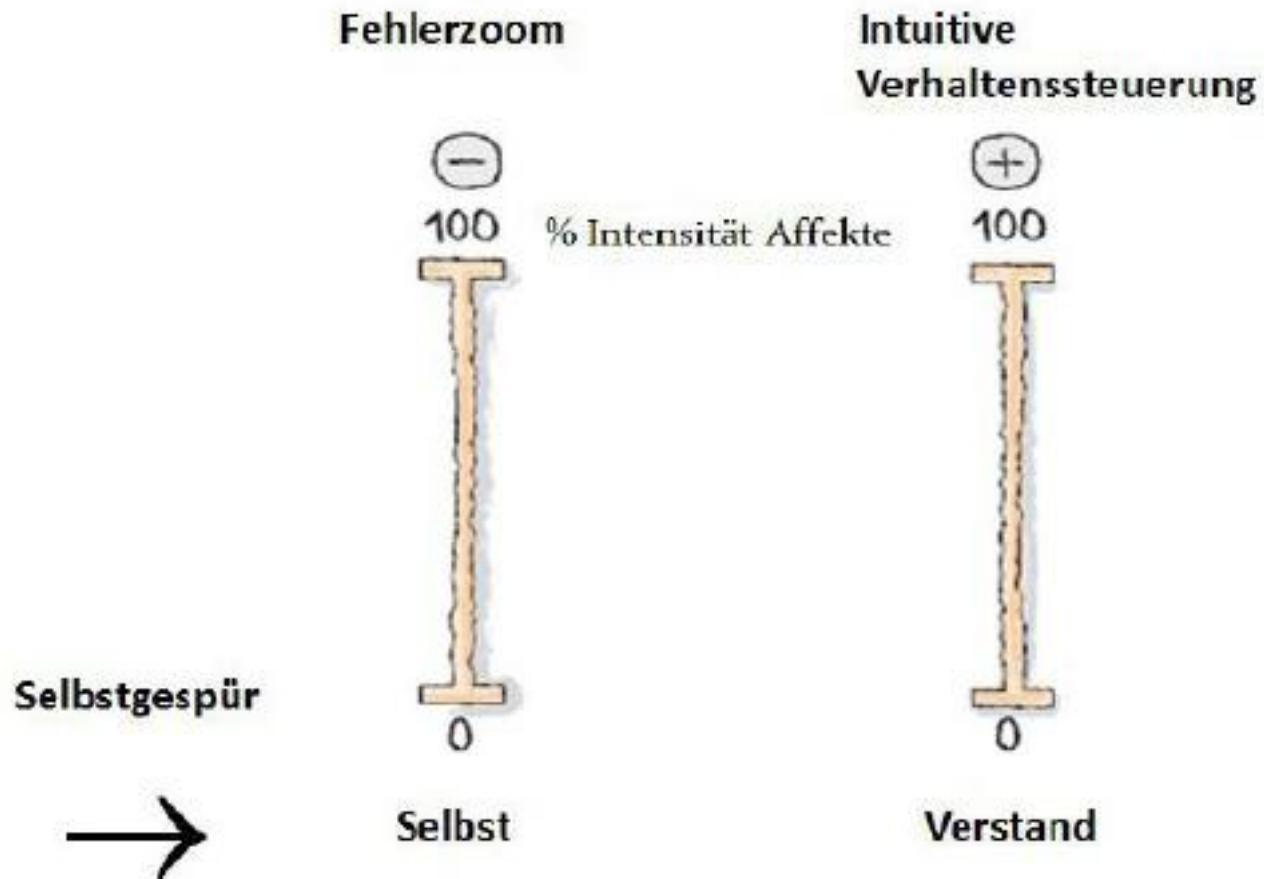 Fehlerzoom
Intuitive
Verhaltenssteuerung
−
+
100 % Intensität Affekte 100
Selbstgespür
0
0
Selbst
Verstand